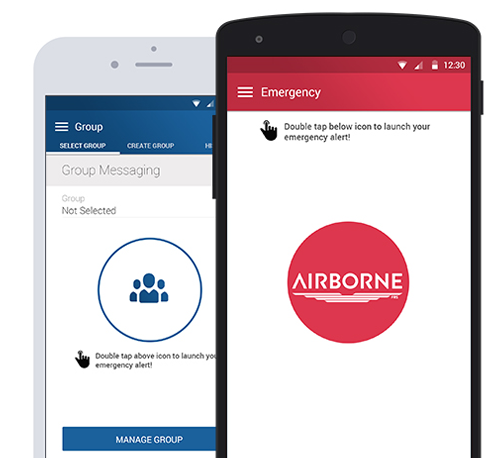 Group
SELECT GROUP CREATE GROUP
Group Messaging
Group
Not Selected
Double tap above icon to launch you
emergency alert!
MANAGE GROUP
12:30
Emergency
Double tap below icon to launch your
emergency alert!
AIRBORNE